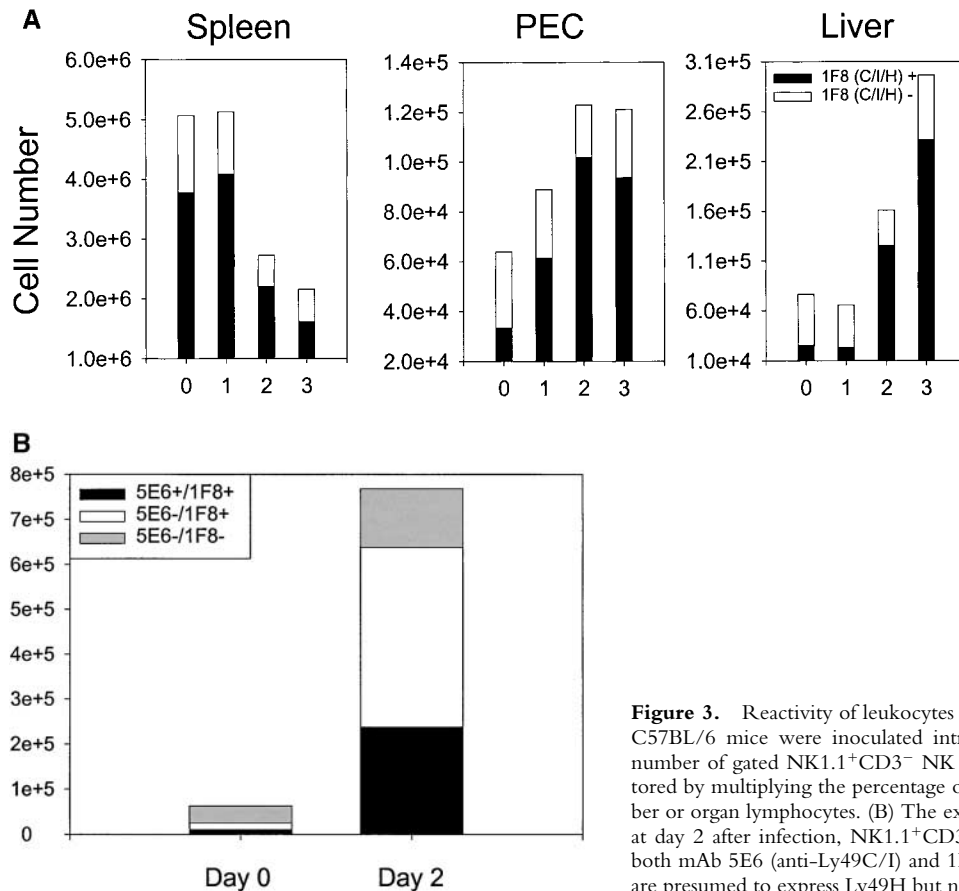 A
Spleen
PEC
Liver
Cell Number
6.0e+6
5.0e+6
4.0e+6
3.0e+6
2.0e+6
1.0e+6
0 1 2 3
1.4e+5
1.2e+5
1.0e+5
8.0e+4
6.0e+4
4.0e+4
2.0e+4
0 1 2 3
3.1e+5
2.6e+5
2.1e+5
1.6e+5
1.1e+5
6.0e+4
1.0e+4
1F8 (C/I/H) +
1F8 (C/I/H) -
0 1 2 3
B
8e+5
7e+5
6e+5
5e+5
4e+5
3e+5
2e+5
1e+5
0
5E6+/1F8+
5E6-/1F8+
5E6-/1F8-
Day 0 Day 2
Figure 3. Reactivity of leukocytes
C57BL/6 mice were inoculated intr
number of gated NK1.1+CD3− NK
tored by multiplying the percentage o
ber or organ lymphocytes. (B) The ex
at day 2 after infection, NK1.1+CD3
both mAb 5E6 (anti–Ly49C/I) and 1
are presumed to express Ly49H but n